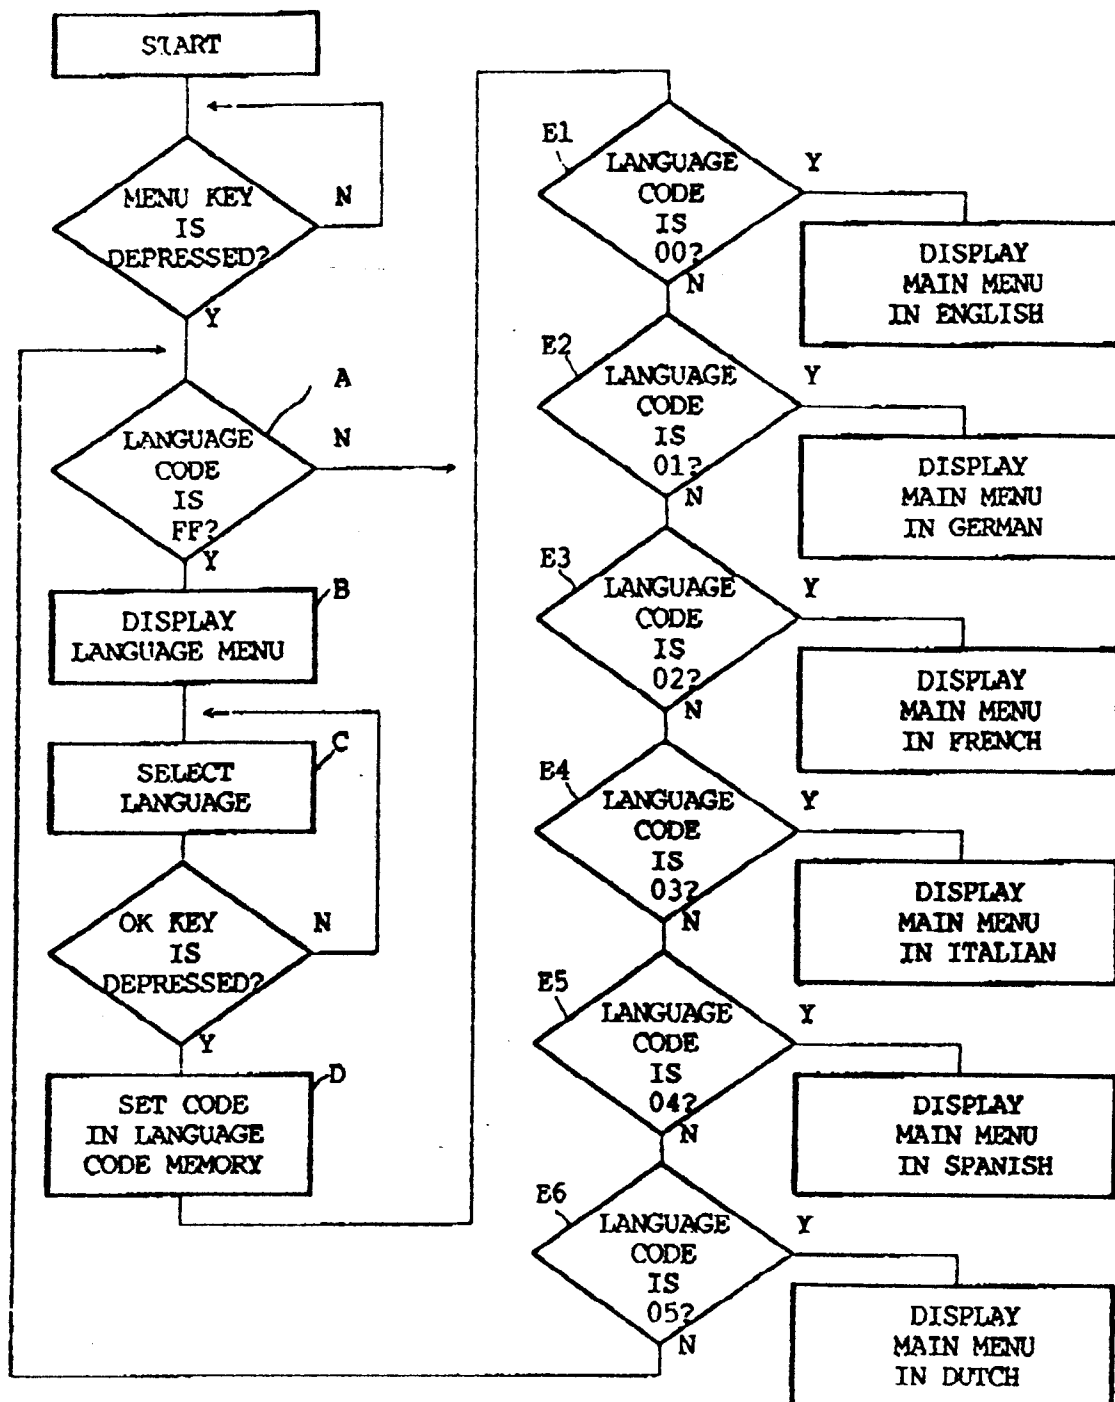 START
MENU KEY
IS
DEPRESSED?
N
Y
A
LANGUAGE
CODE
IS
FF?
N
Y
B
DISPLAY
LANGUAGE MENU
C
SELECT
LANGUAGE
OK KEY
IS
DEPRESSED?
N
Y
D
SET CODE
IN LANGUAGE
CODE MEMORY
E1
LANGUAGE
CODE
IS
00?
Y
N
DISPLAY
MAIN MENU
IN ENGLISH
E2
LANGUAGE
CODE
IS
01?
Y
N
DISPLAY
MAIN MENU
IN GERMAN
E3
LANGUAGE
CODE
IS
02?
Y
N
DISPLAY
MAIN MENU
IN FRENCH
E4
LANGUAGE
CODE
IS
03?
Y
N
DISPLAY
MAIN MENU
IN ITALIAN
E5
LANGUAGE
CODE
IS
04?
Y
N
DISPLAY
MAIN MENU
IN SPANISH
E6
LANGUAGE
CODE
IS
05?
Y
N
DISPLAY
MAIN MENU
IN DUTCH